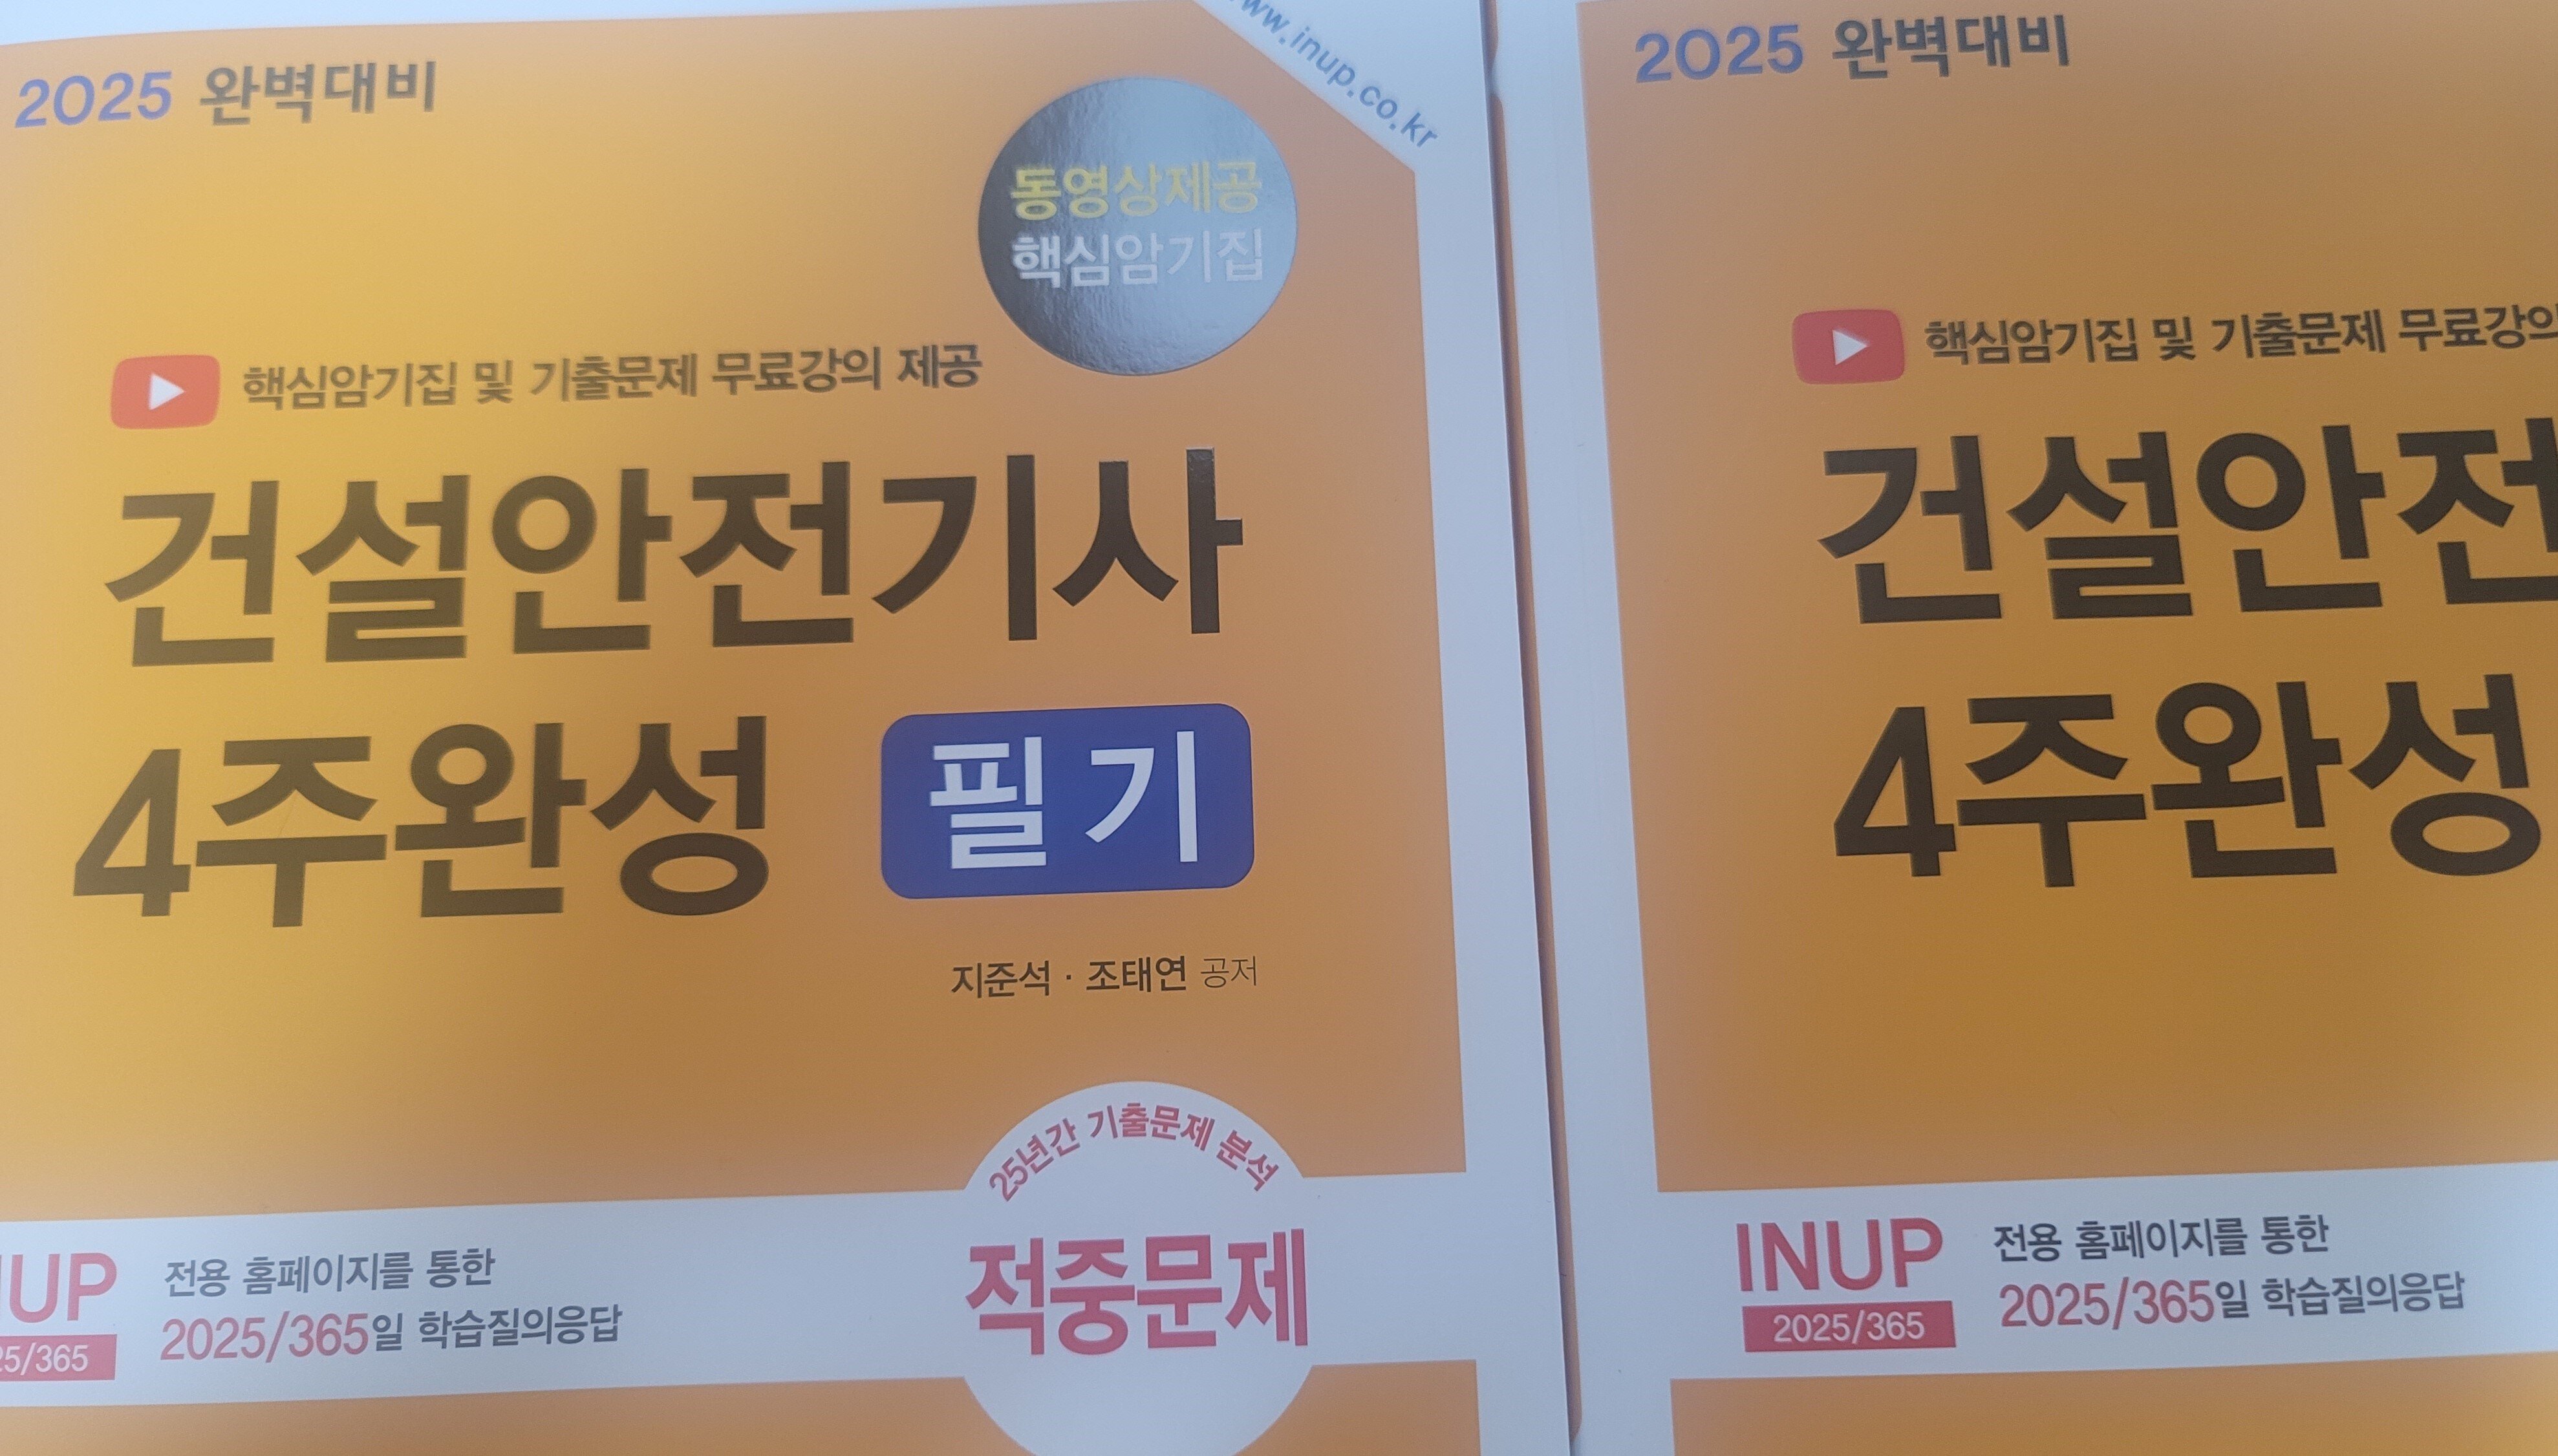 2025 완벽대비
www.inup.co.kr
동영상제공
핵심암기집
핵심암기집 및 기출문제 무료강의 제공
건설안전기사
4주완성 필기
지준석 · 조태연 공저
25년간 기출문제 분석
적중문제
전용 홈페이지를 통한
2025/365일 학습질의응답
2025 완벽대비
핵심암기집 및 기출문제 무료강의
건설안전
4주완성
INUP
2025/365
전용 홈페이지를 통한
2025/365일 학습질의응답